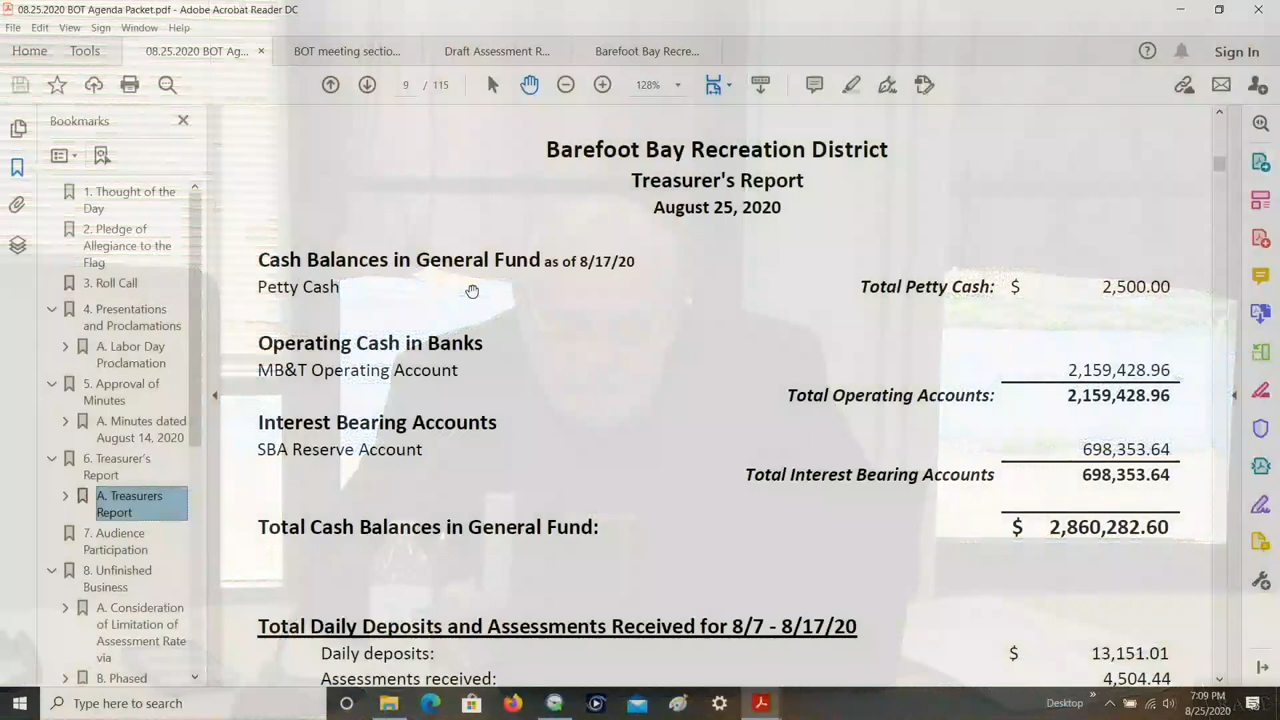 08.25.2020 BOT Agenda Packet.pdf - Adobe Acrobat Reader DC
File Edit View Sign Window Help
Home Tools 08.25.2020 BOT Ag... × BOT meeting sectio... Draft Assessment R... Barefoot Bay Recre... Sign In
9 / 115 128%
Bookmarks
1. Thought of the
Day
2. Pledge of
Allegiance to the
Flag
3. Roll Call
4. Presentations
and Proclamations
A. Labor Day
Proclamation
5. Approval of
Minutes
A. Minutes dated
August 14, 2020
6. Treasurer's
Report
A. Treasurers
Report
7. Audience
Participation
8. Unfinished
Business
A. Consideration
of Limitation of
Assessment Rate
via
B. Phased
Barefoot Bay Recreation District
Treasurer's Report
August 25, 2020
Cash Balances in General Fund as of 8/17/20
Petty Cash Total Petty Cash: $ 2,500.00
Operating Cash in Banks
MB&T Operating Account 2,159,428.96
Total Operating Accounts: 2,159,428.96
Interest Bearing Accounts
SBA Reserve Account 698,353.64
Total Interest Bearing Accounts 698,353.64
Total Cash Balances in General Fund: $ 2,860,282.60
Total Daily Deposits and Assessments Received for 8/7 - 8/17/20
Daily deposits: $ 13,151.01
Assessments received: 4,504.44
Type here to search Desktop 7:09 PM
8/25/2020